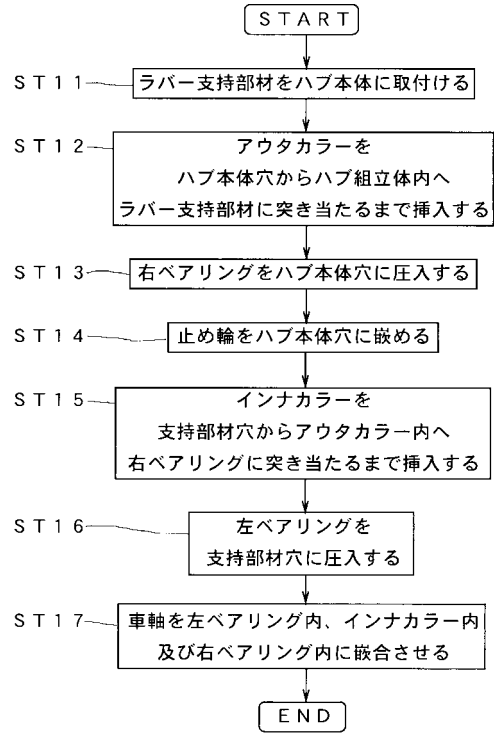 START
ST11 ラバー支持部材をハブ本体に取付ける
ST12 アウタカラーを
ハブ本体穴からハブ組立体内へ
ラバー支持部材に突き当たるまで挿入する
ST13 右ベアリングをハブ本体穴に圧入する
ST14 止め輪をハブ本体穴に嵌める
ST15 インナカラーを
支持部材穴からアウタカラー内へ
右ベアリングに突き当たるまで挿入する
ST16 左ベアリングを
支持部材穴に圧入する
ST17 車軸を左ベアリング内、インナカラー内
及び右ベアリング内に嵌合させる
END